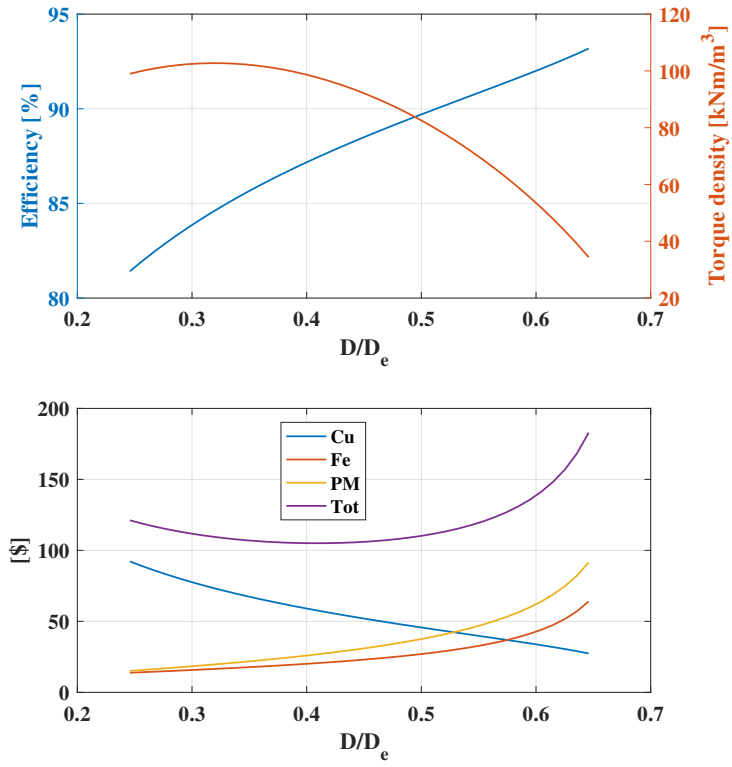 95
90
85
80
Efficiency [%]
120
100
80
60
40
20
Torque density [kNm/m³]
0.2 0.3 0.4 0.5 0.6 0.7
D/Dₑ
200
150
100
50
0
[$]
Cu
Fe
PM
Tot
0.2 0.3 0.4 0.5 0.6 0.7
D/Dₑ